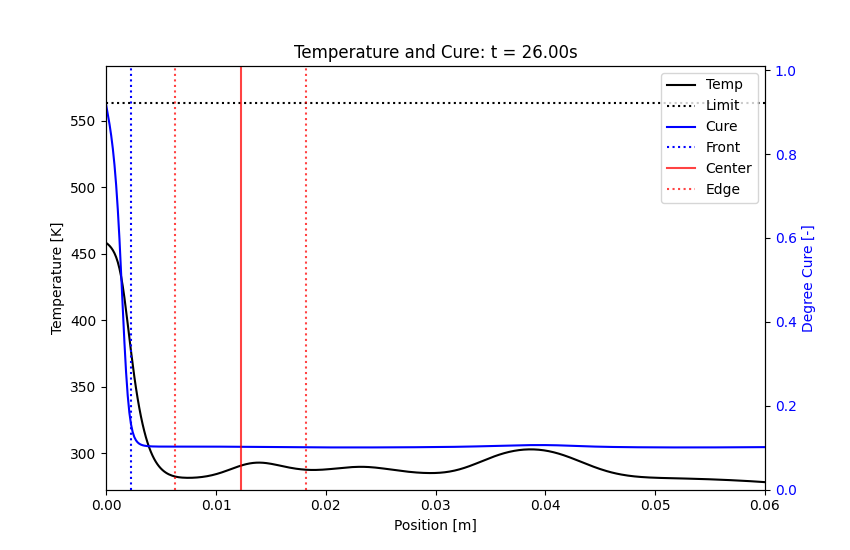 Temperature and Cure: t = 26.00s
Temperature [K]
550
500
450
400
350
300
Temp
Limit
Cure
Front
Center
Edge
1.0
0.8
0.6
0.4
0.2
0.0
Degree Cure [-]
0.00 0.01 0.02 0.03 0.04 0.05 0.06
Position [m]